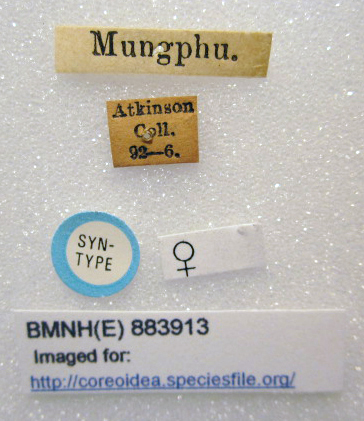 Mungphu.
Atkinson
Coll.
92—6.
SYN-
TYPE
♀
BMNH(E) 883913
Imaged for:
http://coreoidea.speciesfile.org/